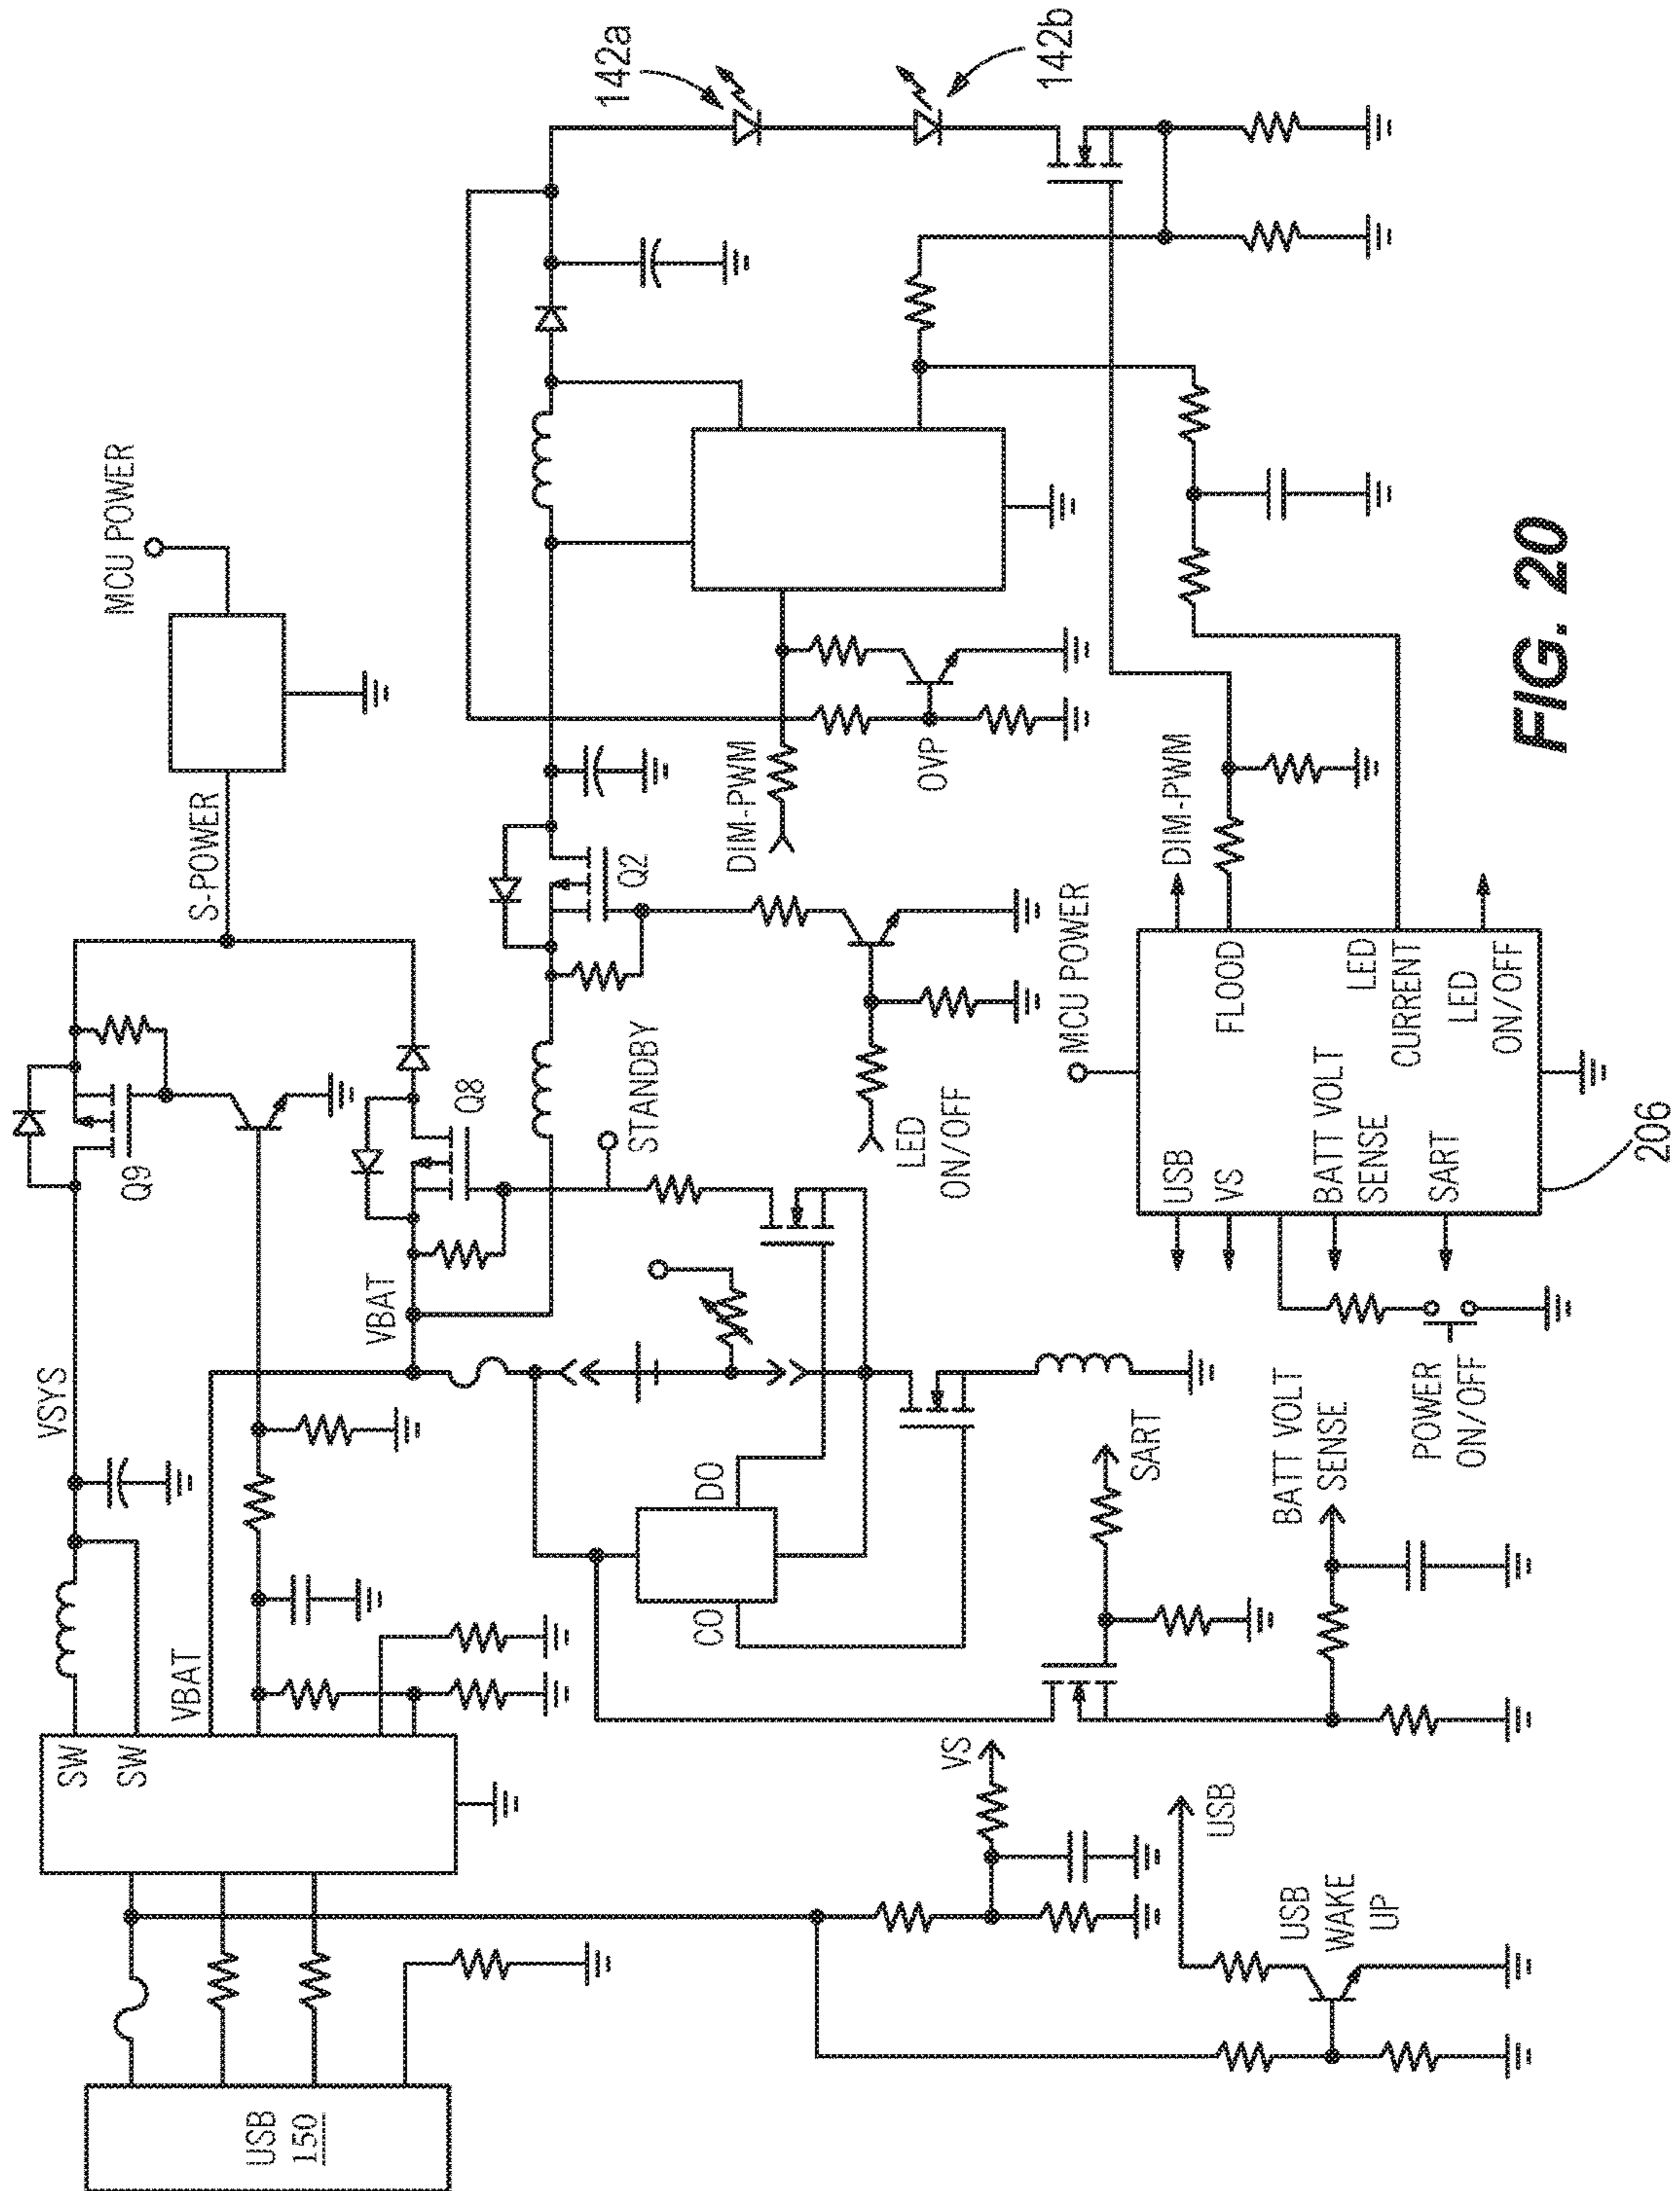 USB
150
SW
SW
VBAT
VSYS
Q9
VBAT
Q8
S-POWER
MCU POWER
STANDBY
Q2
LED
ON/OFF
DIM-PWM
OVP
142a
142b
CO
DO
SART
VS
USB
USB
WAKE
UP
BATT VOLT
SENSE
POWER
ON/OFF
MCU POWER
USB
VS
BATT VOLT
SENSE
SART
FLOOD
LED
CURRENT
LED
ON/OFF
DIM-PWM
206
FIG. 20